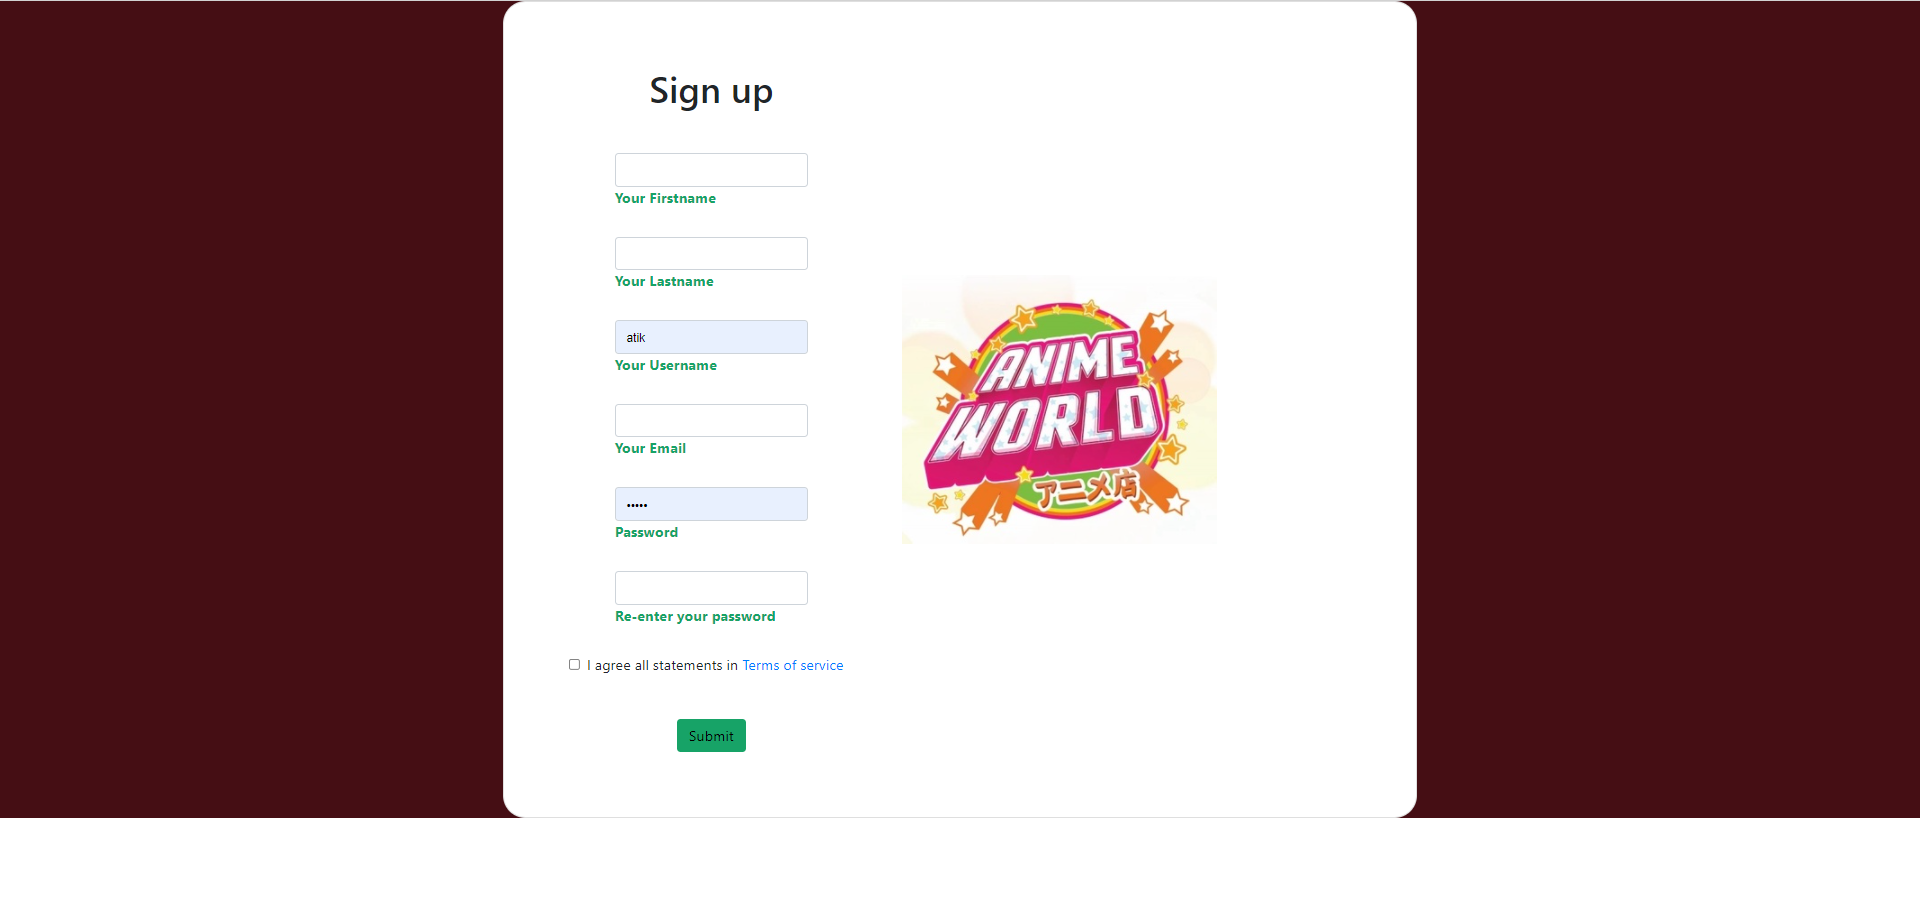 Sign up
Your Firstname
Your Lastname
atik
Your Username
Your Email
•••••
Password
Re-enter your password
I agree all statements in Terms of service
Submit
ANIME
WORLD
アニメ店